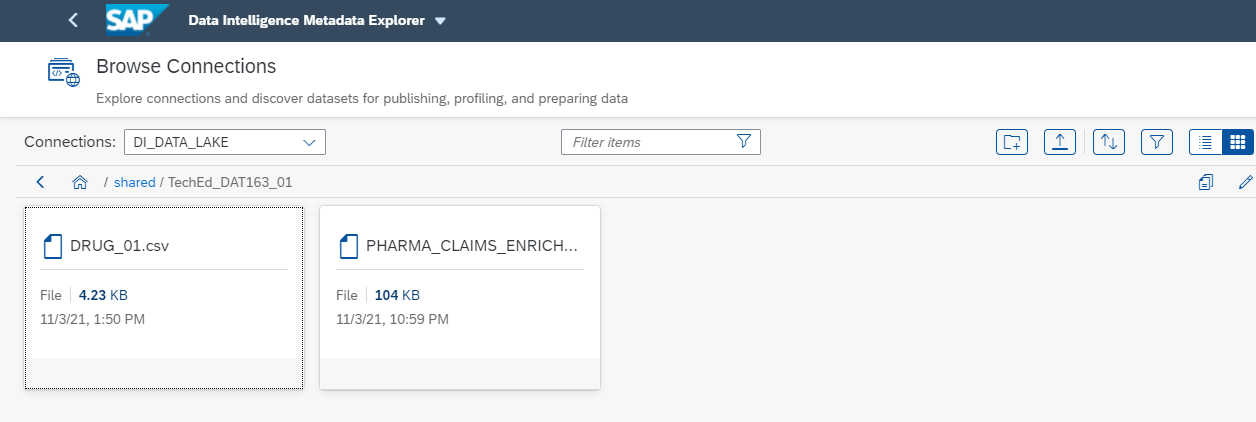 SAP Data Intelligence Metadata Explorer
Browse Connections
Explore connections and discover datasets for publishing, profiling, and preparing data
Connections: DI_DATA_LAKE Filter items
/ shared / TechEd_DAT163_01
DRUG_01.csv
File 4.23 KB
11/3/21, 1:50 PM
PHARMA_CLAIMS_ENRICH...
File 104 KB
11/3/21, 10:59 PM